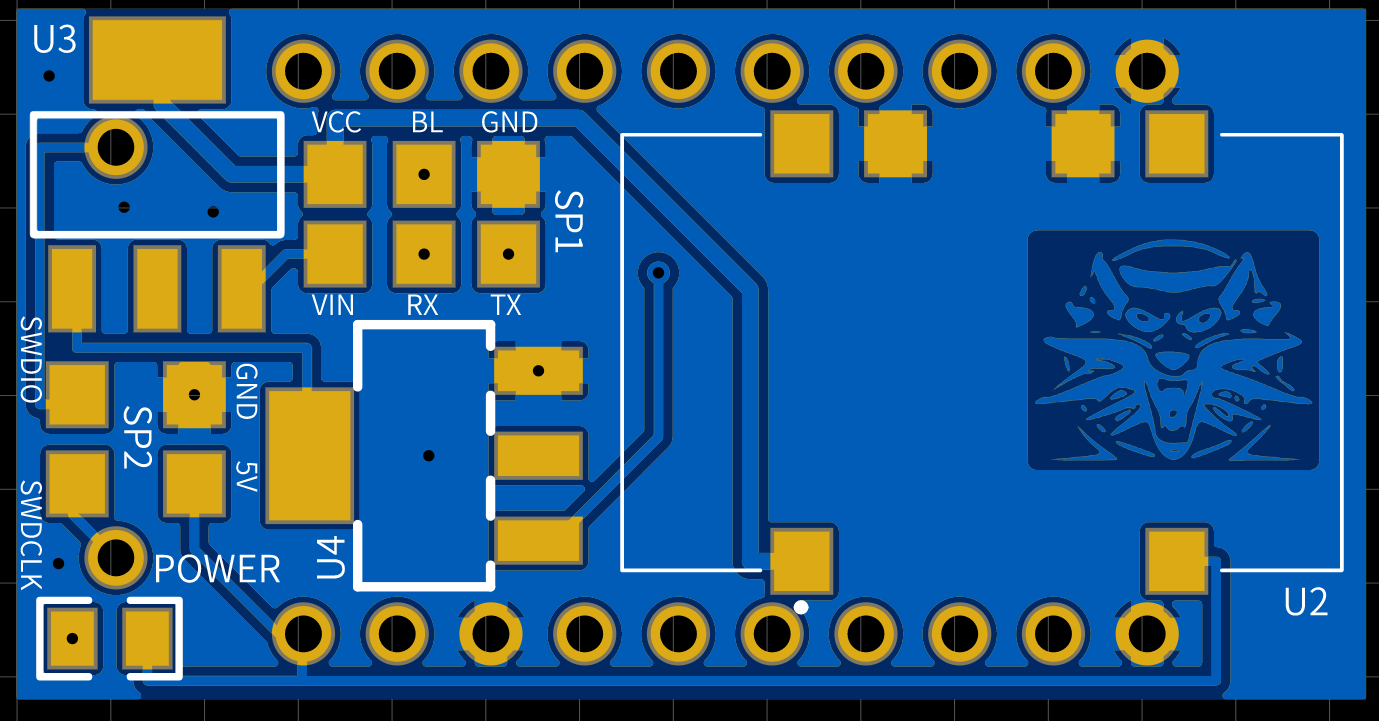 U3
VCC BL GND
SP1
VIN RX TX
SWDIO
GND
SP2
5V
SWDCLK
U4
POWER
U2